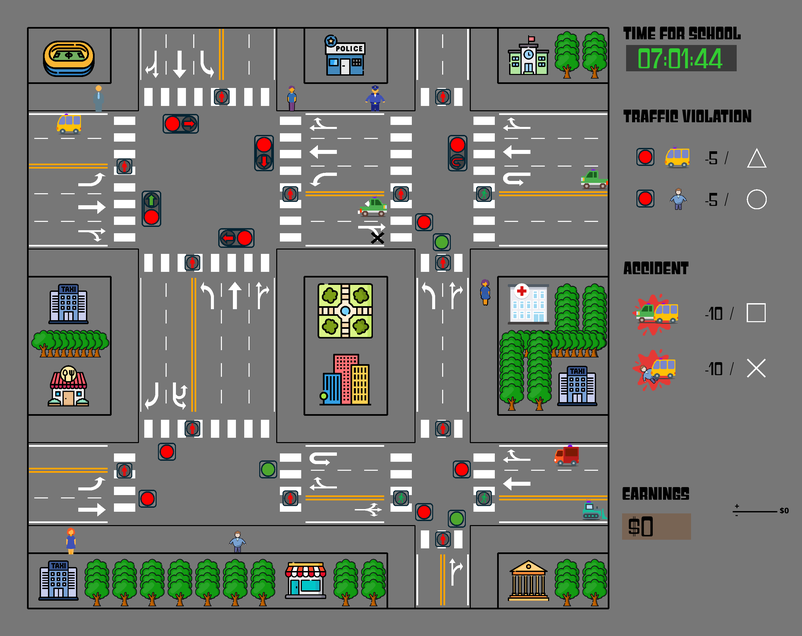 TIME FOR SCHOOL
07:01:44
POLICE
TRAFFIC VIOLATION
-5 /
-5 /
ACCIDENT
TAXI
-10 /
-10 /
TAXI
EARNINGS
$0
+
- $0
TAXI